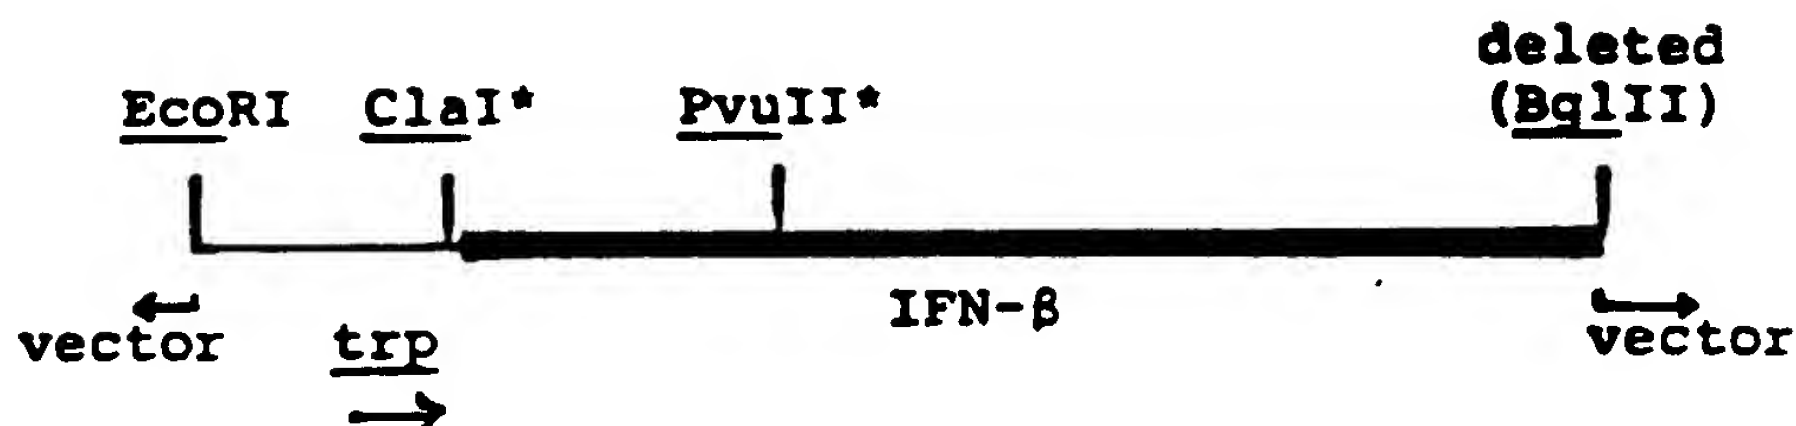 deleted
EcoRI ClaI* PvuII* (BglII)
IFN-β
vector trp vector